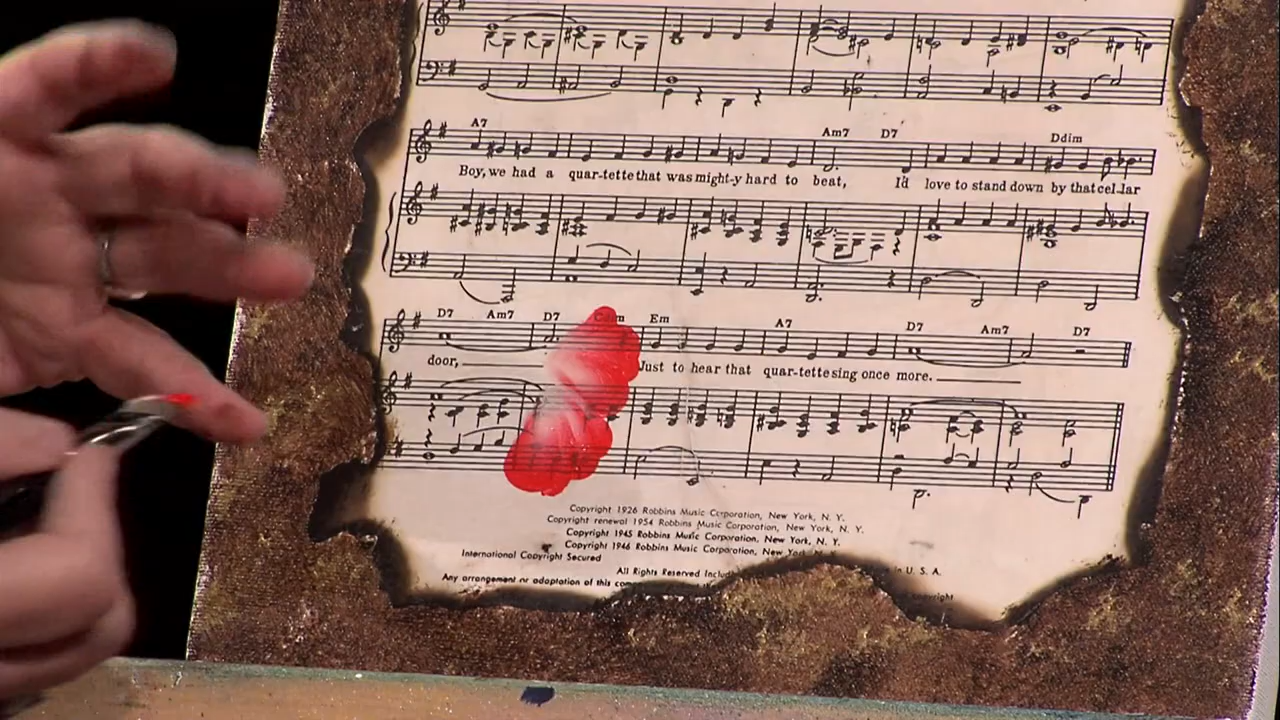 A7 Am7 D7 Ddim
Boy, we had a quar-tette that was might-y hard to beat, I'd love to stand down by that cel-lar
D7 Am7 D7 Em A7 D7 Am7 D7
door, Just to hear that quar-tette sing once more.
Copyright 1926 Robbins Music Corporation, New York, N. Y.
Copyright renewal 1954 Robbins Music Corporation, New York, N. Y.
Copyright 1945 Robbins Music Corporation, New York, N. Y.
Copyright 1946 Robbins Music Corporation, New York N. Y.
International Copyright Secured
All Rights Reserved in U. S. A.
Any arrangement or adaptation of this copyright